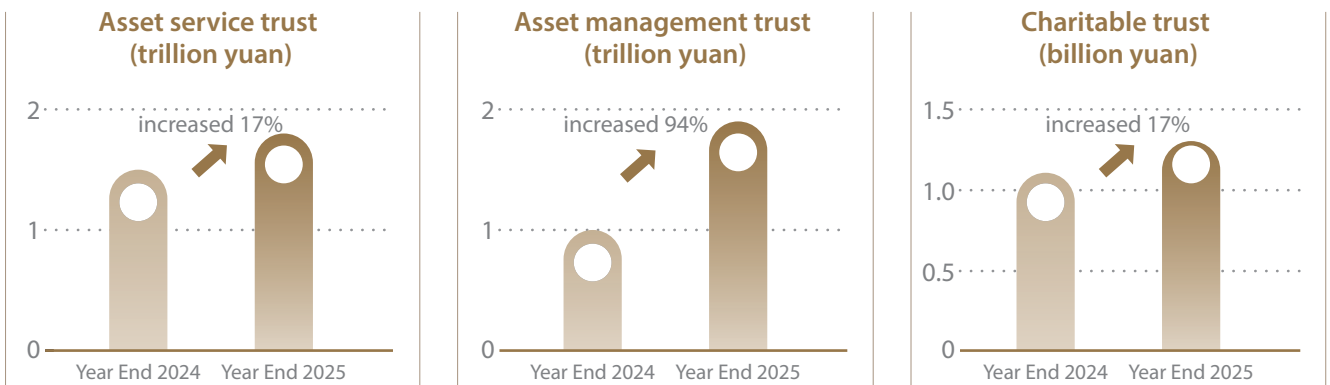 Asset service trust
(trillion yuan)
2
increased 17%
1
0
Year End 2024 Year End 2025
Asset management trust
(trillion yuan)
2
increased 94%
1
0
Year End 2024 Year End 2025
Charitable trust
(billion yuan)
1.5
increased 17%
1.0
0.5
0
Year End 2024 Year End 2025